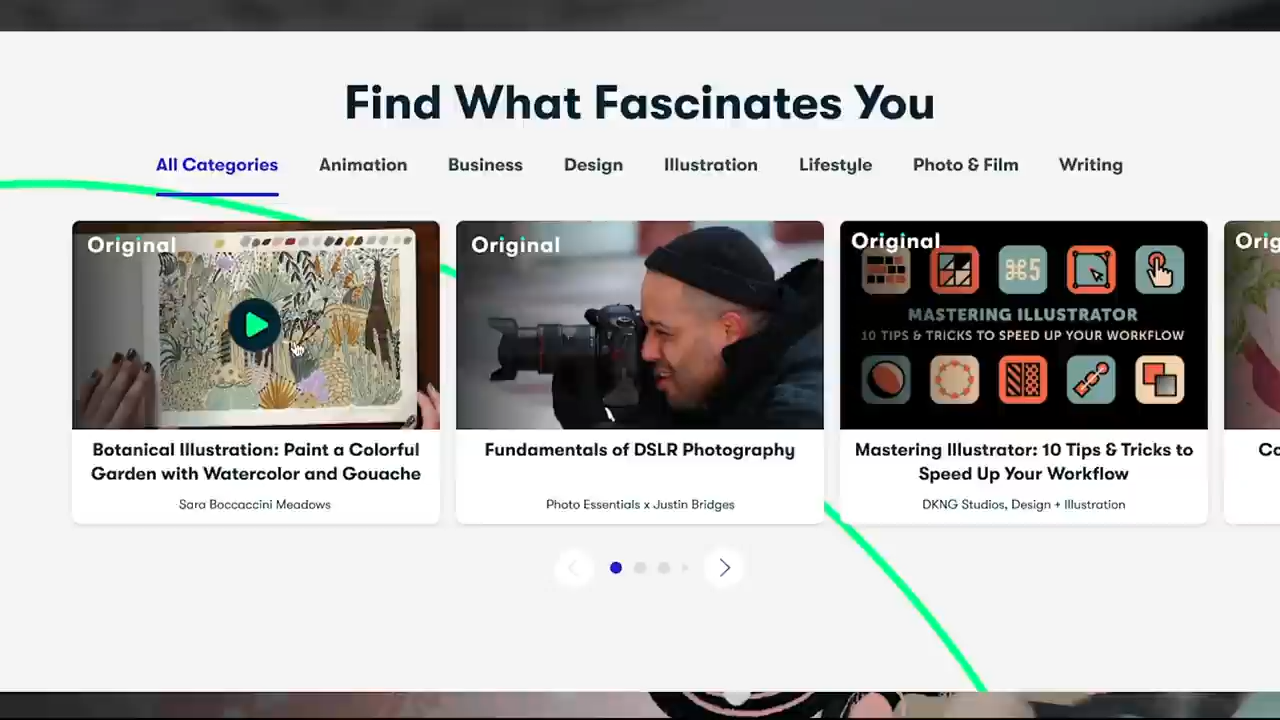 Find What Fascinates You
All Categories Animation Business Design Illustration Lifestyle Photo & Film Writing
Original
Botanical Illustration: Paint a Colorful
Garden with Watercolor and Gouache
Sara Boccaccini Meadows
Original
Fundamentals of DSLR Photography
Photo Essentials x Justin Bridges
Original
⌘5
MASTERING ILLUSTRATOR
10 TIPS & TRICKS TO SPEED UP YOUR WORKFLOW
Mastering Illustrator: 10 Tips & Tricks to
Speed Up Your Workflow
DKNG Studios, Design + Illustration